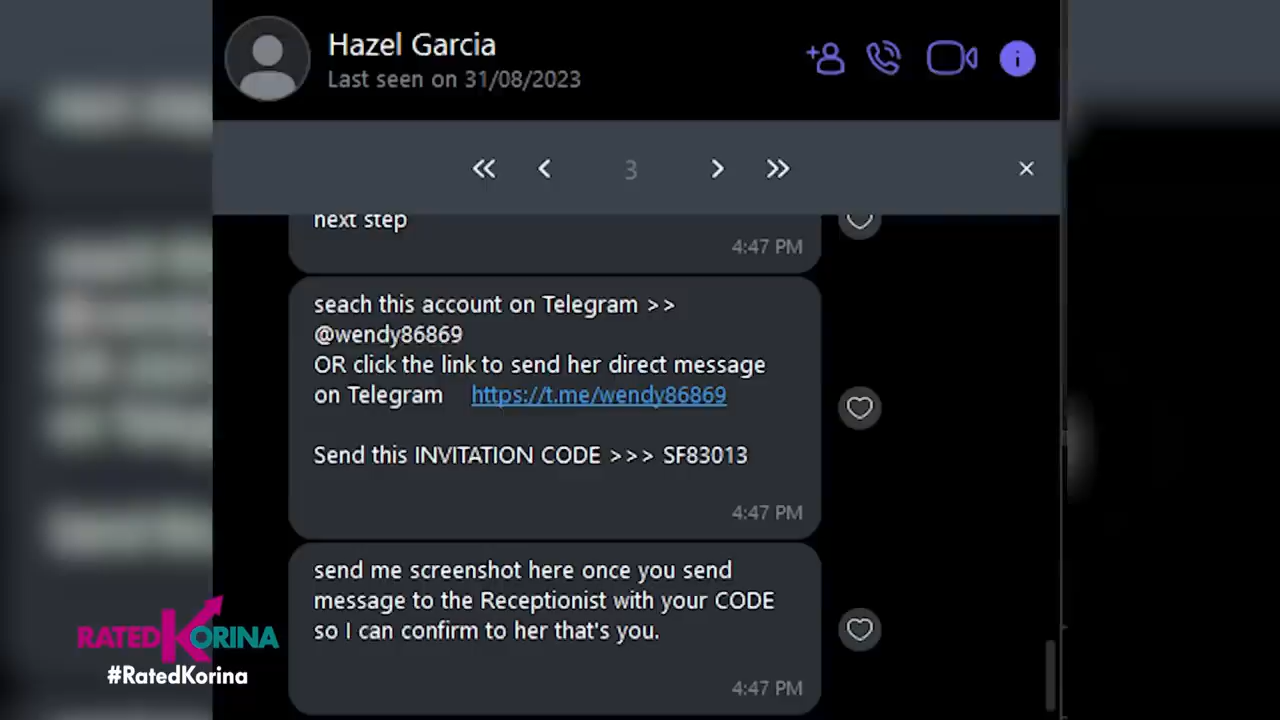 Hazel Garcia
Last seen on 31/08/2023
3
next step
4:47 PM
seach this account on Telegram >>
@wendy86869
OR click the link to send her direct message
on Telegram https://t.me/wendy86869
Send this INVITATION CODE >>> SF83013
4:47 PM
send me screenshot here once you send
message to the Receptionist with your CODE
so I can confirm to her that's you.
4:47 PM
RATED KORINA
#RatedKorina